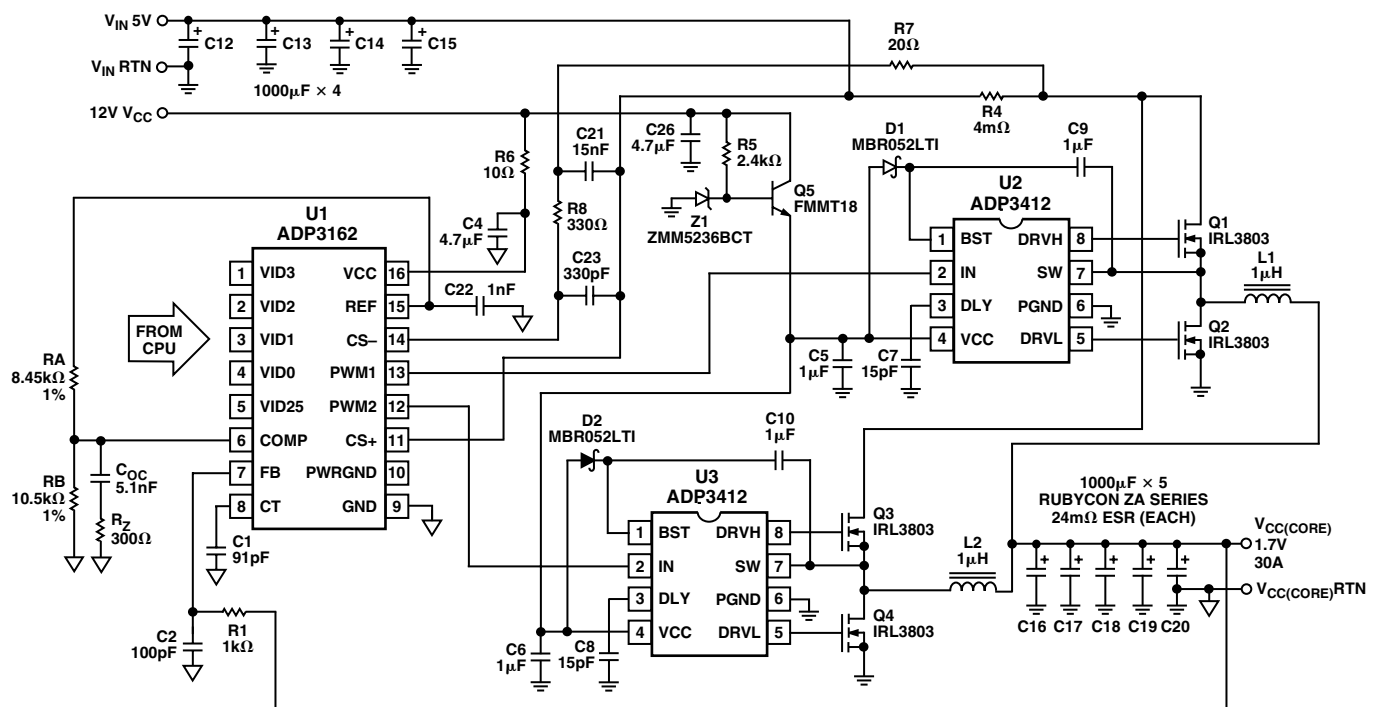 VIN 5V
C12
C13
C14
C15
VIN RTN
1000μF × 4
12V VCC
R7
20Ω
R4
4mΩ
R6
10Ω
C21
15nF
C26
4.7μF
R5
2.4kΩ
D1
MBR052LTI
C9
1μF
Q5
FMMT18
Z1
ZMM5236BCT
R8
330Ω
C4
4.7μF
C23
330pF
U1
ADP3162
1 VID3 VCC 16
2 VID2 REF 15
3 VID1 CS– 14
4 VID0 PWM1 13
5 VID25 PWM2 12
6 COMP CS+ 11
7 FB PWRGND 10
8 CT GND 9
C22 1nF
FROM
CPU
RA
8.45kΩ
1%
RB
10.5kΩ
1%
COC
5.1nF
RZ
300Ω
C1
91pF
C2
100pF
R1
1kΩ
U2
ADP3412
1 BST DRVH 8
2 IN SW 7
3 DLY PGND 6
4 VCC DRVL 5
Q1
IRL3803
L1
1μH
Q2
IRL3803
C5
1μF
C7
15pF
D2
MBR052LTI
C10
1μF
U3
ADP3412
1 BST DRVH 8
2 IN SW 7
3 DLY PGND 6
4 VCC DRVL 5
Q3
IRL3803
L2
1μH
Q4
IRL3803
C6
1μF
C8
15pF
1000μF × 5
RUBYCON ZA SERIES
24mΩ ESR (EACH)
VCC(CORE)
1.7V
30A
VCC(CORE)RTN
C16 C17 C18 C19 C20